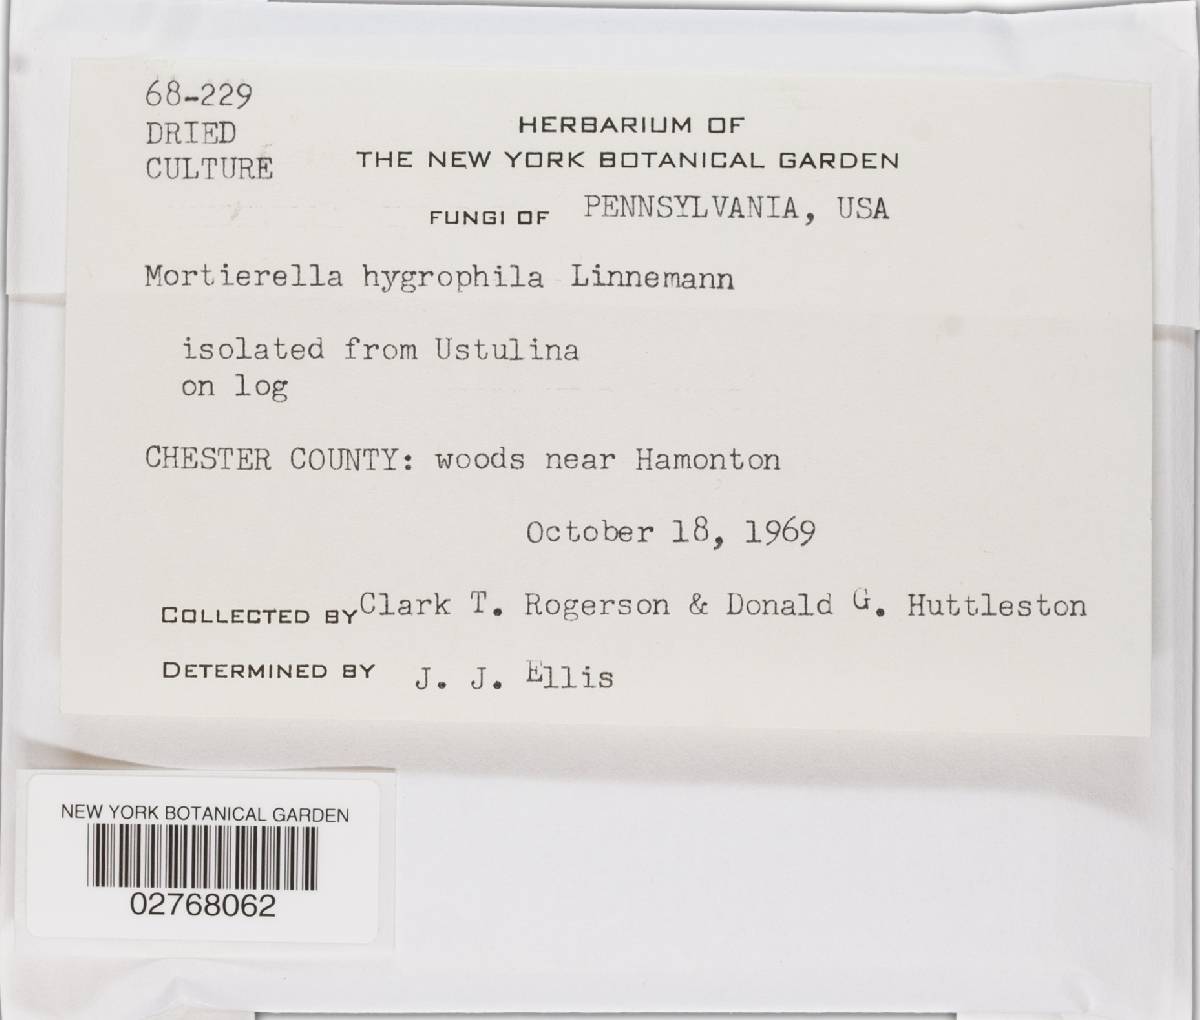 68-229
DRIED
CULTURE
HERBARIUM OF
THE NEW YORK BOTANICAL GARDEN
FUNGI OF PENNSYLVANIA, USA
Mortierella hygrophila Linnemann
isolated from Ustulina
on log
CHESTER COUNTY: woods near Hamonton
October 18, 1969
COLLECTED BY Clark T. Rogerson & Donald G. Huttleston
DETERMINED BY J. J. Ellis
NEW YORK BOTANICAL GARDEN
02768062